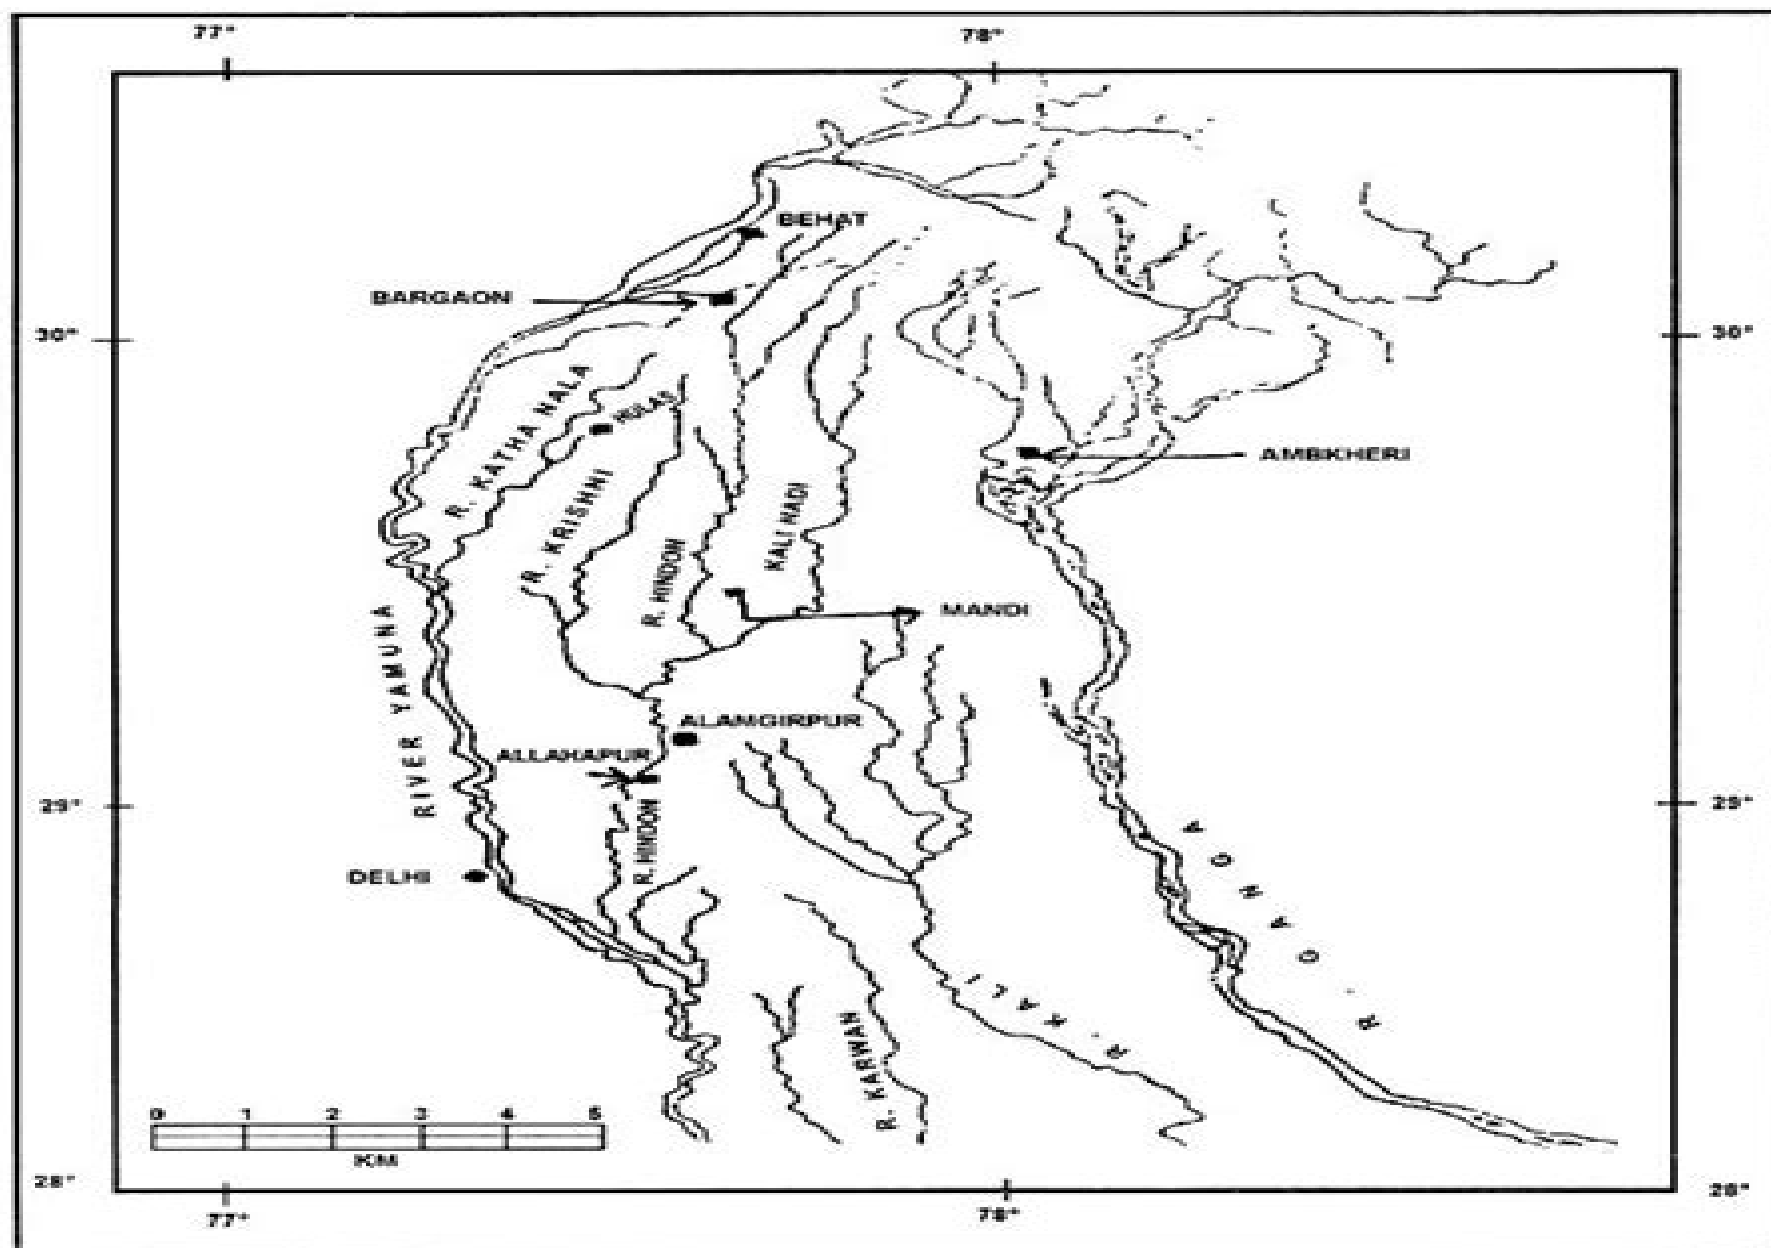 77°
78°
BEHAT
BARGAON
30°
30°
R. KATHA NALA
HULAS
AMBKHERI
R. KRISHNI
R. HINDON
KALI NADI
MANDI
RIVER YAMUNA
ALAMGIRPUR
ALLAHAPUR
29°
29°
R. HINDON
DELHI
R. GANGA
R. KALI
R. KARWAN
0 1 2 3 4 5
KM
28°
28°
77°
78°